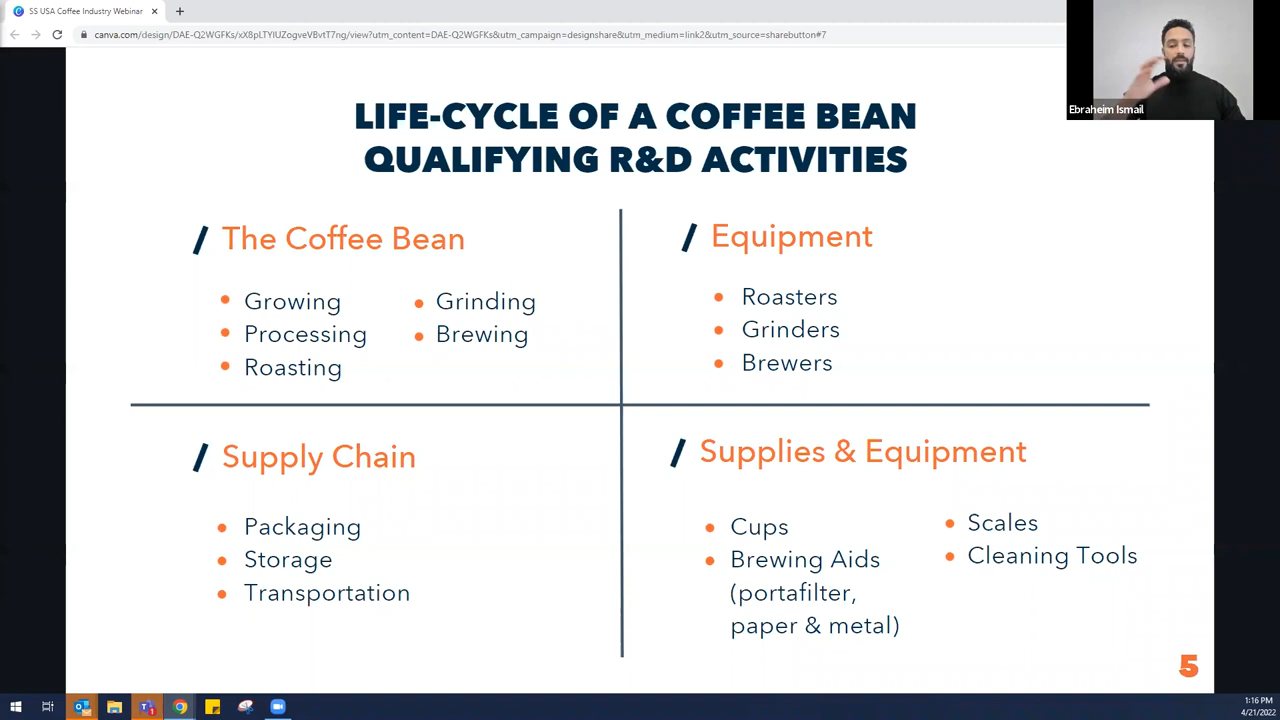 SS USA Coffee Industry Webinar
canva.com/design/DAE-Q2WGFKs/xX8pLTYlUZogveVBvtT7ng/view?utm_content=DAE-Q2WGFKs&utm_campaign=designshare&utm_medium=link2&utm_source=sharebutton#7
Ebraheim Ismail
LIFE-CYCLE OF A COFFEE BEAN
QUALIFYING R&D ACTIVITIES
/ The Coffee Bean
• Growing
• Processing
• Roasting
• Grinding
• Brewing
/ Equipment
• Roasters
• Grinders
• Brewers
/ Supply Chain
• Packaging
• Storage
• Transportation
/ Supplies & Equipment
• Cups
• Brewing Aids
(portafilter,
paper & metal)
• Scales
• Cleaning Tools
5
1:16 PM
4/21/2022